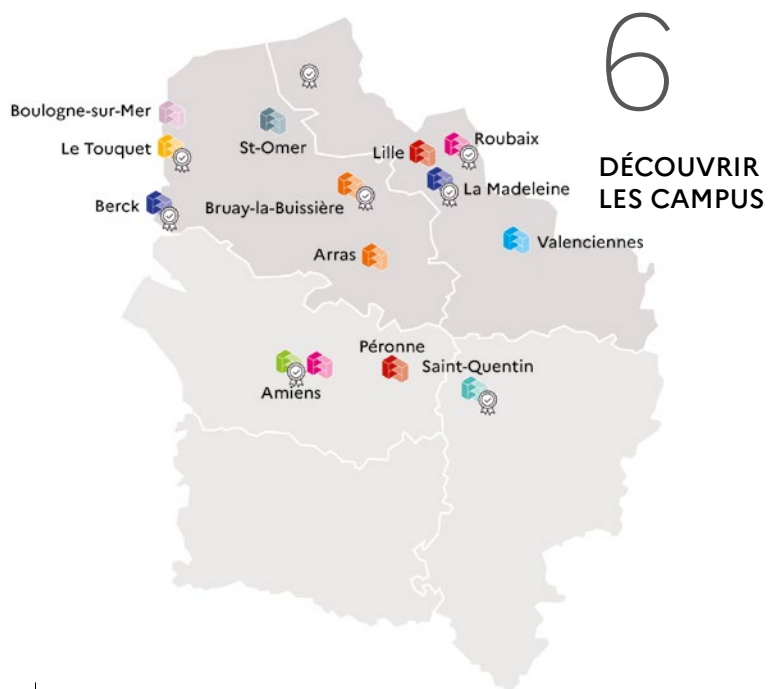 6
DÉCOUVRIR
LES CAMPUS
Boulogne-sur-Mer
Le Touquet
St-Omer
Lille
Roubaix
Berck
Bruay-la-Buissière
La Madeleine
Arras
Valenciennes
Péronne
Saint-Quentin
Amiens